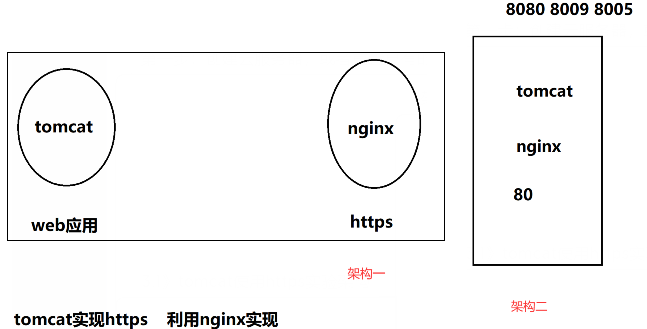 8080 8009 8005
tomcat
nginx
web应用
https
架构一
tomcat
nginx
80
架构二
tomcat实现https 利用nginx实现